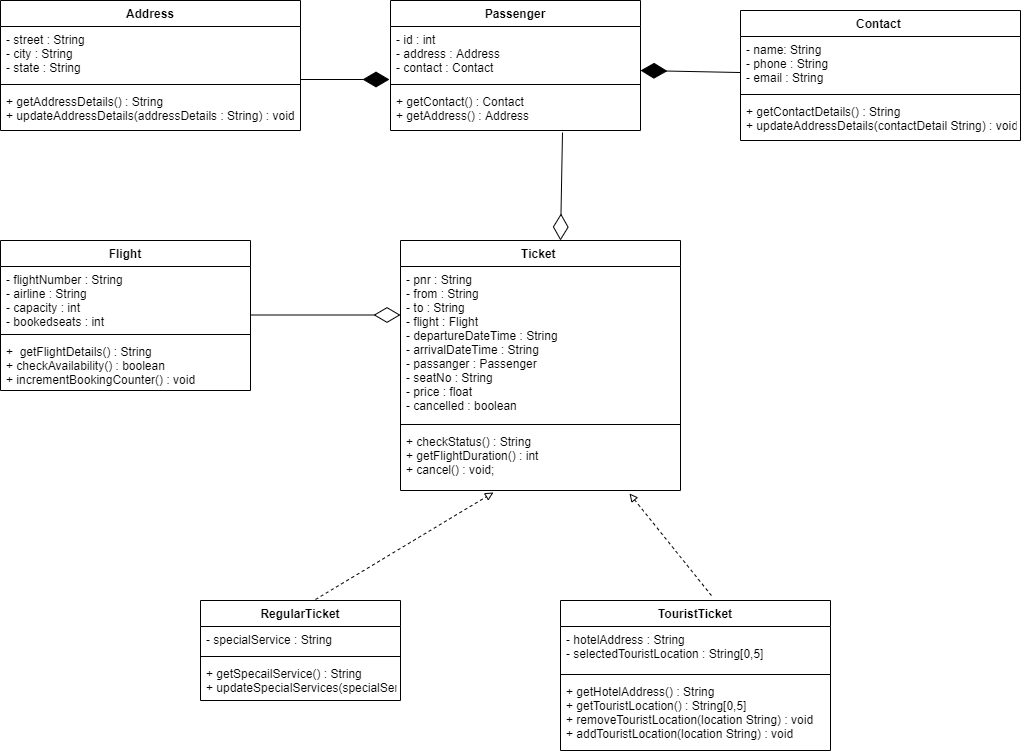 Address
- street : String
- city : String
- state : String
+ getAddressDetails() : String
+ updateAddressDetails(addressDetails : String) : void
Passenger
- id : int
- address : Address
- contact : Contact
+ getContact() : Contact
+ getAddress() : Address
Contact
- name: String
- phone : String
- email : String
+ getContactDetails() : String
+ updateAddressDetails(contactDetail String) : void
Flight
- flightNumber : String
- airline : String
- capacity : int
- bookedseats : int
+  getFlightDetails() : String
+ checkAvailability() : boolean
+ incrementBookingCounter() : void
Ticket
- pnr : String
- from : String
- to : String
- flight : Flight
- departureDateTime : String
- arrivalDateTime : String
- passanger : Passenger
- seatNo : String
- price : float
- cancelled : boolean
+ checkStatus() : String
+ getFlightDuration() : int
+ cancel() : void;
RegularTicket
- specialService : String
+ getSpecailService() : String
+ updateSpecialServices(specialSer
TouristTicket
- hotelAddress : String
- selectedTouristLocation : String[0,5]
+ getHotelAddress() : String
+ getTouristLocation() : String[0,5]
+ removeTouristLocation(location String) : void
+ addTouristLocation(location String) : void